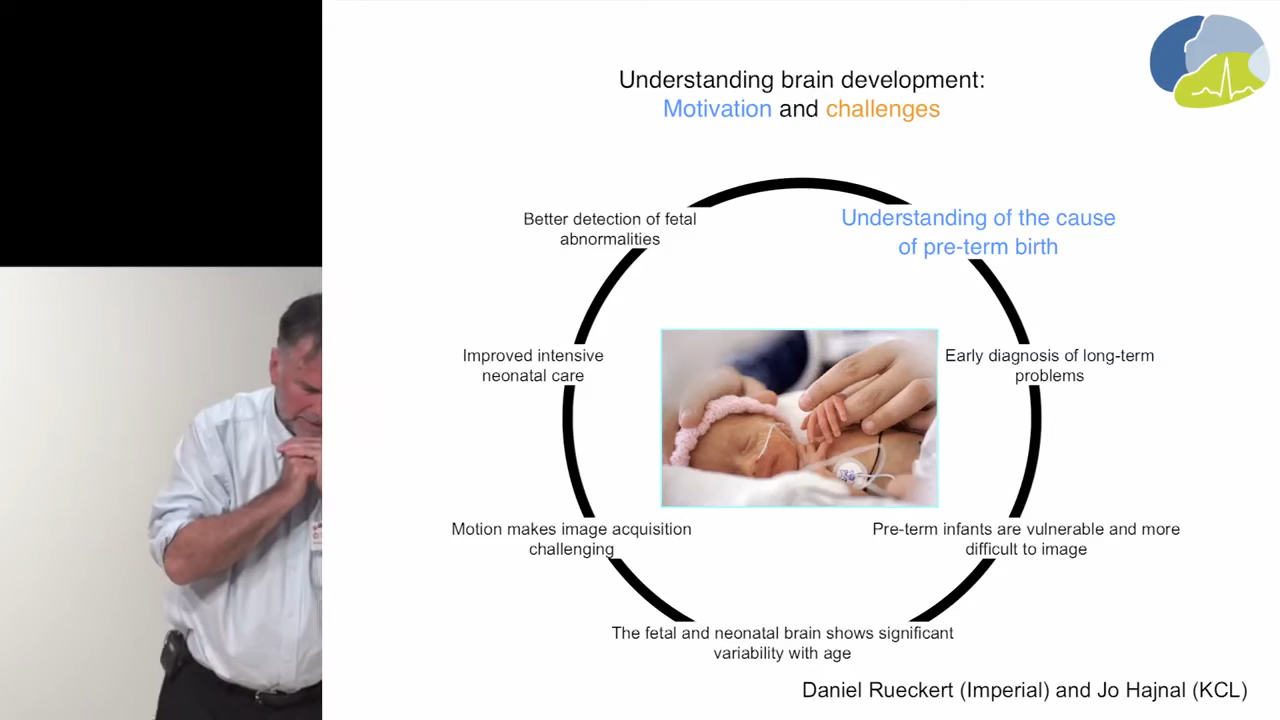 Understanding brain development:
Motivation and challenges
Better detection of fetal
abnormalities
Understanding of the cause
of pre-term birth
Improved intensive
neonatal care
Early diagnosis of long-term
problems
Motion makes image acquisition
challenging
Pre-term infants are vulnerable and more
difficult to image
The fetal and neonatal brain shows significant
variability with age
Daniel Rueckert (Imperial) and Jo Hajnal (KCL)